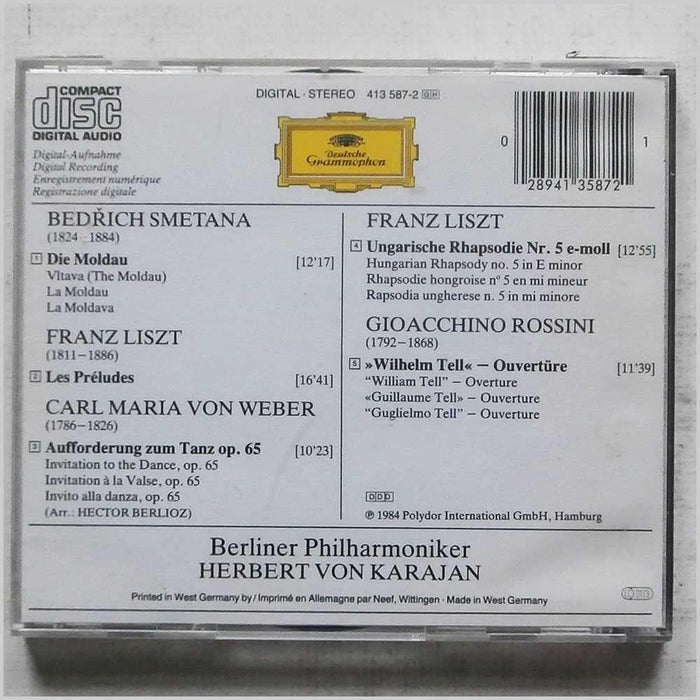 COMPACT
disc
DIGITAL AUDIO
Digital-Aufnahme
Digital Recording
Enregistrement numérique
Registrazione digitale
DIGITAL · STEREO 413 587-2 GH
Deutsche
Grammophon
0 28941 35872 1
BEDŘICH SMETANA
(1824–1884)
1 Die Moldau [12'17]
Vltava (The Moldau)
La Moldau
La Moldava
FRANZ LISZT
(1811–1886)
2 Les Préludes [16'41]
CARL MARIA VON WEBER
(1786–1826)
3 Aufforderung zum Tanz op. 65 [10'23]
Invitation to the Dance, op. 65
Invitation à la Valse, op. 65
Invito alla danza, op. 65
(Arr.: HECTOR BERLIOZ)
FRANZ LISZT
4 Ungarische Rhapsodie Nr. 5 e-moll [12'55]
Hungarian Rhapsody no. 5 in E minor
Rhapsodie hongroise nº 5 en mi mineur
Rapsodia ungherese n. 5 in mi minore
GIOACCHINO ROSSINI
(1792–1868)
5 »Wilhelm Tell« – Ouvertüre [11'39]
“William Tell” – Overture
«Guillaume Tell» – Ouverture
“Guglielmo Tell” – Ouverture
DDD
℗ 1984 Polydor International GmbH, Hamburg
Berliner Philharmoniker
HERBERT VON KARAJAN
Printed in West Germany by / Imprimé en Allemagne par Neef, Wittingen · Made in West Germany